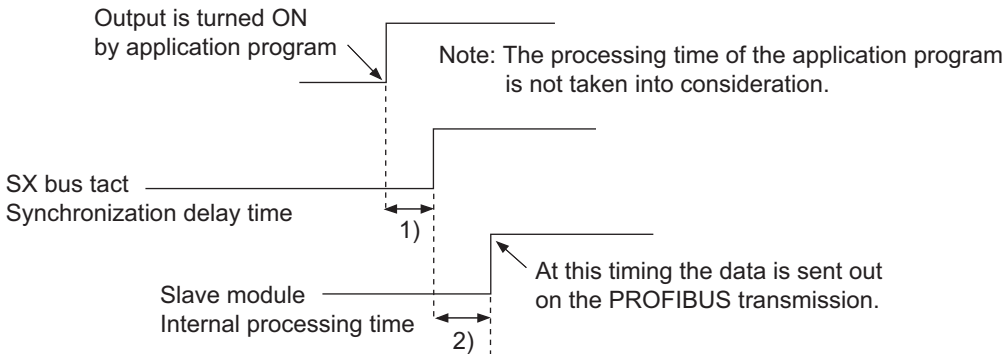 Output is turned ON
by application program
Note: The processing time of the application program
is not taken into consideration.
SX bus tact
Synchronization delay time
1)
At this timing the data is sent out
on the PROFIBUS transmission.
Slave module
Internal processing time
2)